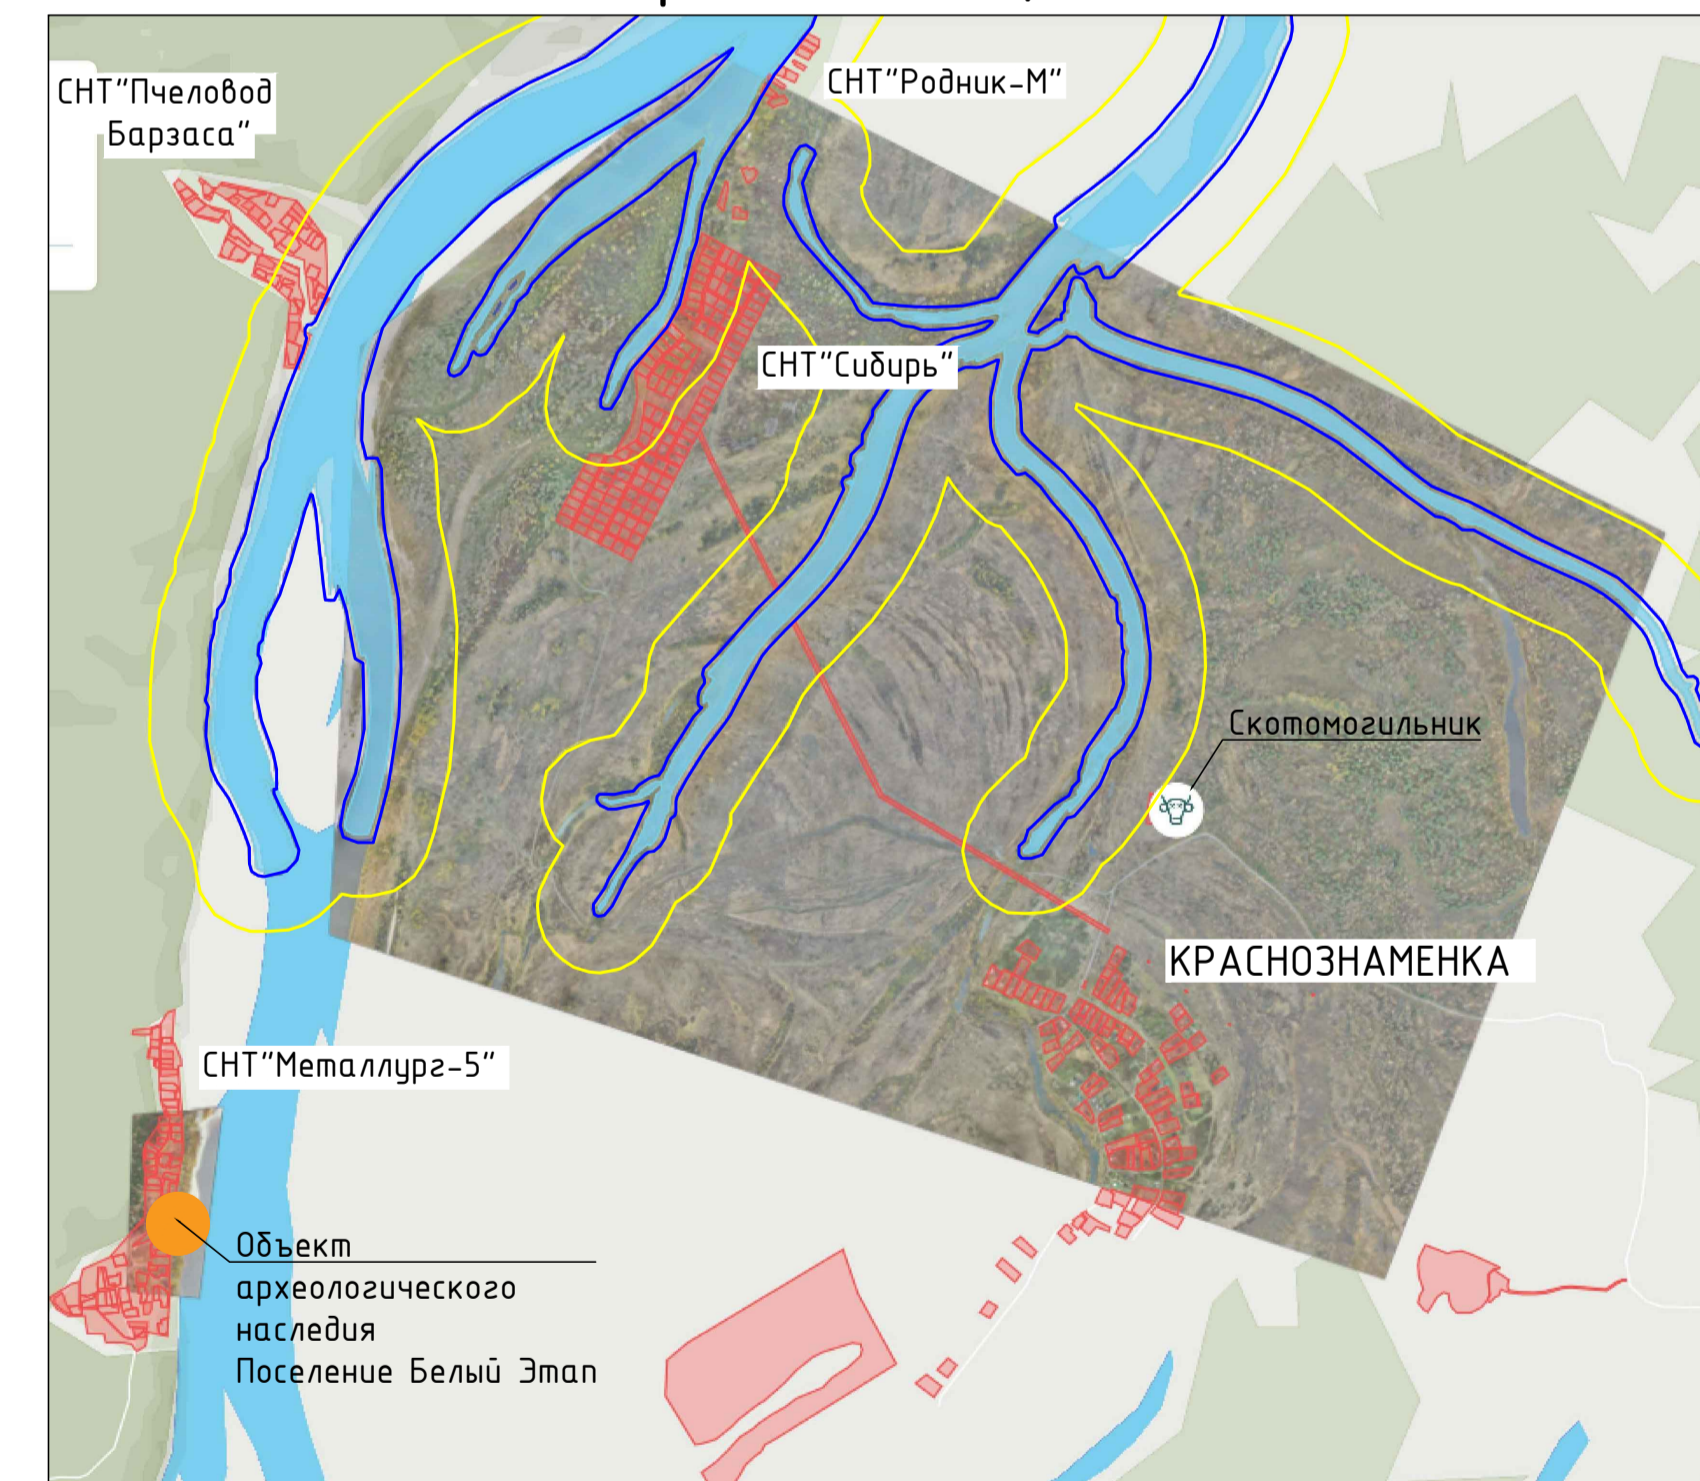 СНТ"Пчеловод
Барзаса"
СНТ"Родник-М"
СНТ"Сибирь"
Скотомогильник
КРАСНОЗНАМЕНКА
СНТ"Металлург-5"
Объект
археологического
наследия
Поселение Белый Этап